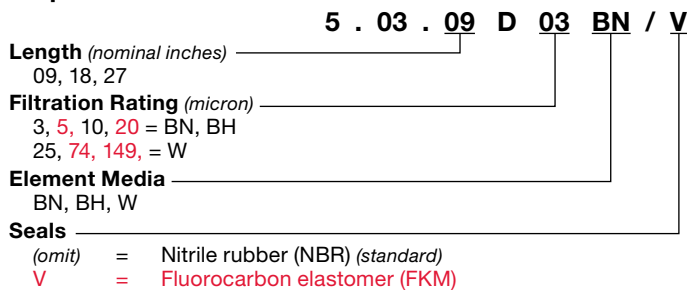 5 . 03 . 09 D 03 BN / V
Length (nominal inches)
09, 18, 27
Filtration Rating (micron)
3, 5, 10, 20 = BN, BH
25, 74, 149, = W
Element Media
BN, BH, W
Seals
(omit) = Nitrile rubber (NBR) (standard)
V = Fluorocarbon elastomer (FKM)